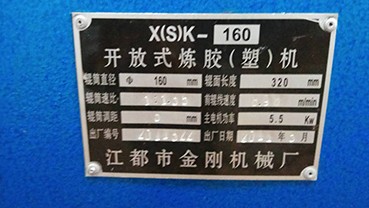 X(S)K-160
开放式炼胶(塑)机
辊筒直径 Φ 160 mm 辊面长度 320 mm
辊筒速比 前辊线速度 m/min
辊筒调距 mm 主电机功率 5.5 Kw
出厂编号 出厂日期 年 月
江都市金刚机械厂